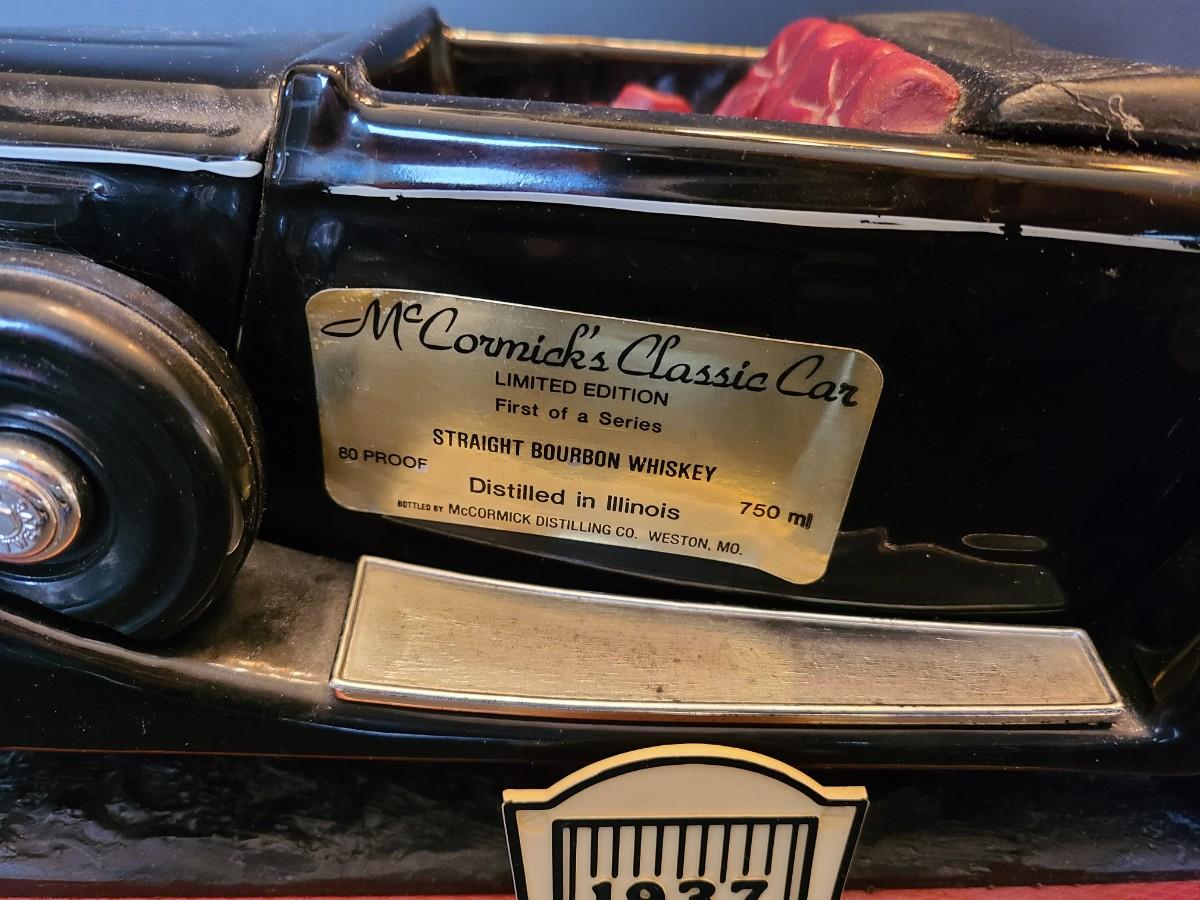 McCormick's Classic Car
LIMITED EDITION
First of a Series
STRAIGHT BOURBON WHISKEY
80 PROOF
Distilled in Illinois
750 ml
BOTTLED BY McCORMICK DISTILLING CO. WESTON, MO.
1937